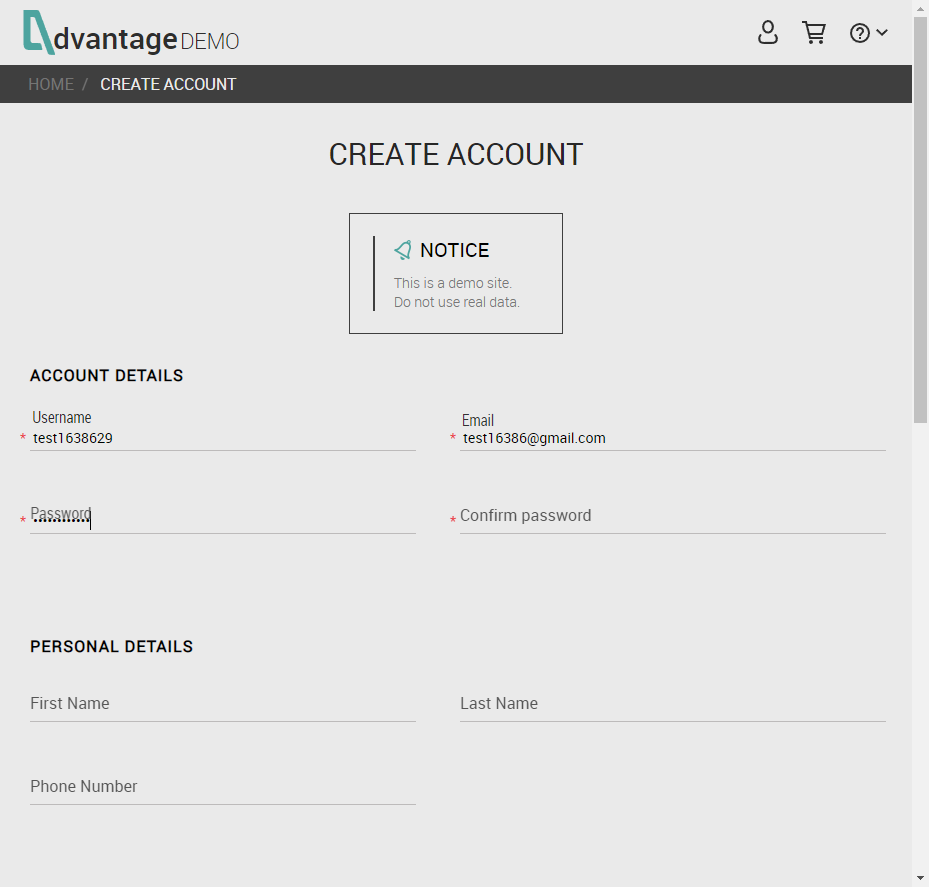 dvantage DEMO
HOME / CREATE ACCOUNT
CREATE ACCOUNT
NOTICE
This is a demo site.
Do not use real data.
ACCOUNT DETAILS
Username
* test1638629
Email
* test16386@gmail.com
* Password
* Confirm password
PERSONAL DETAILS
First Name
Last Name
Phone Number